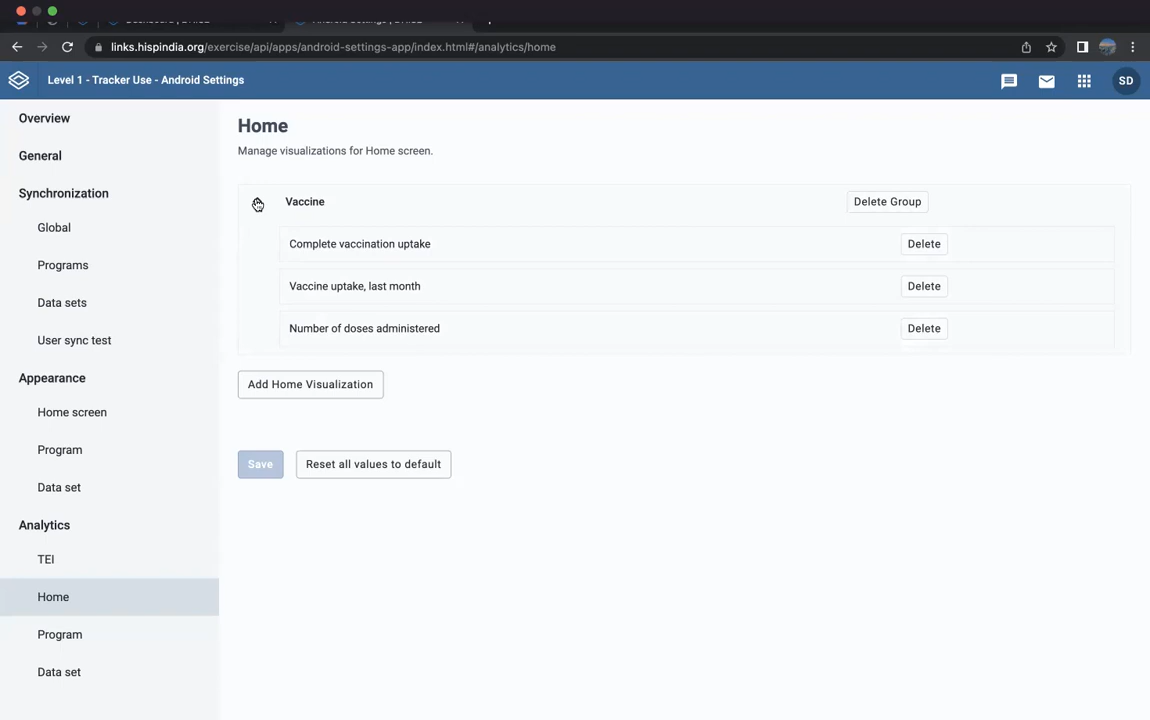 links.hispindia.org/exercise/api/apps/android-settings-app/index.html#/analytics/home
Level 1 - Tracker Use - Android Settings
SD
Overview
General
Synchronization
Global
Programs
Data sets
User sync test
Appearance
Home screen
Program
Data set
Analytics
TEI
Home
Program
Data set
Home
Manage visualizations for Home screen.
Vaccine
Delete Group
Complete vaccination uptake
Delete
Vaccine uptake, last month
Delete
Number of doses administered
Delete
Add Home Visualization
Save
Reset all values to default